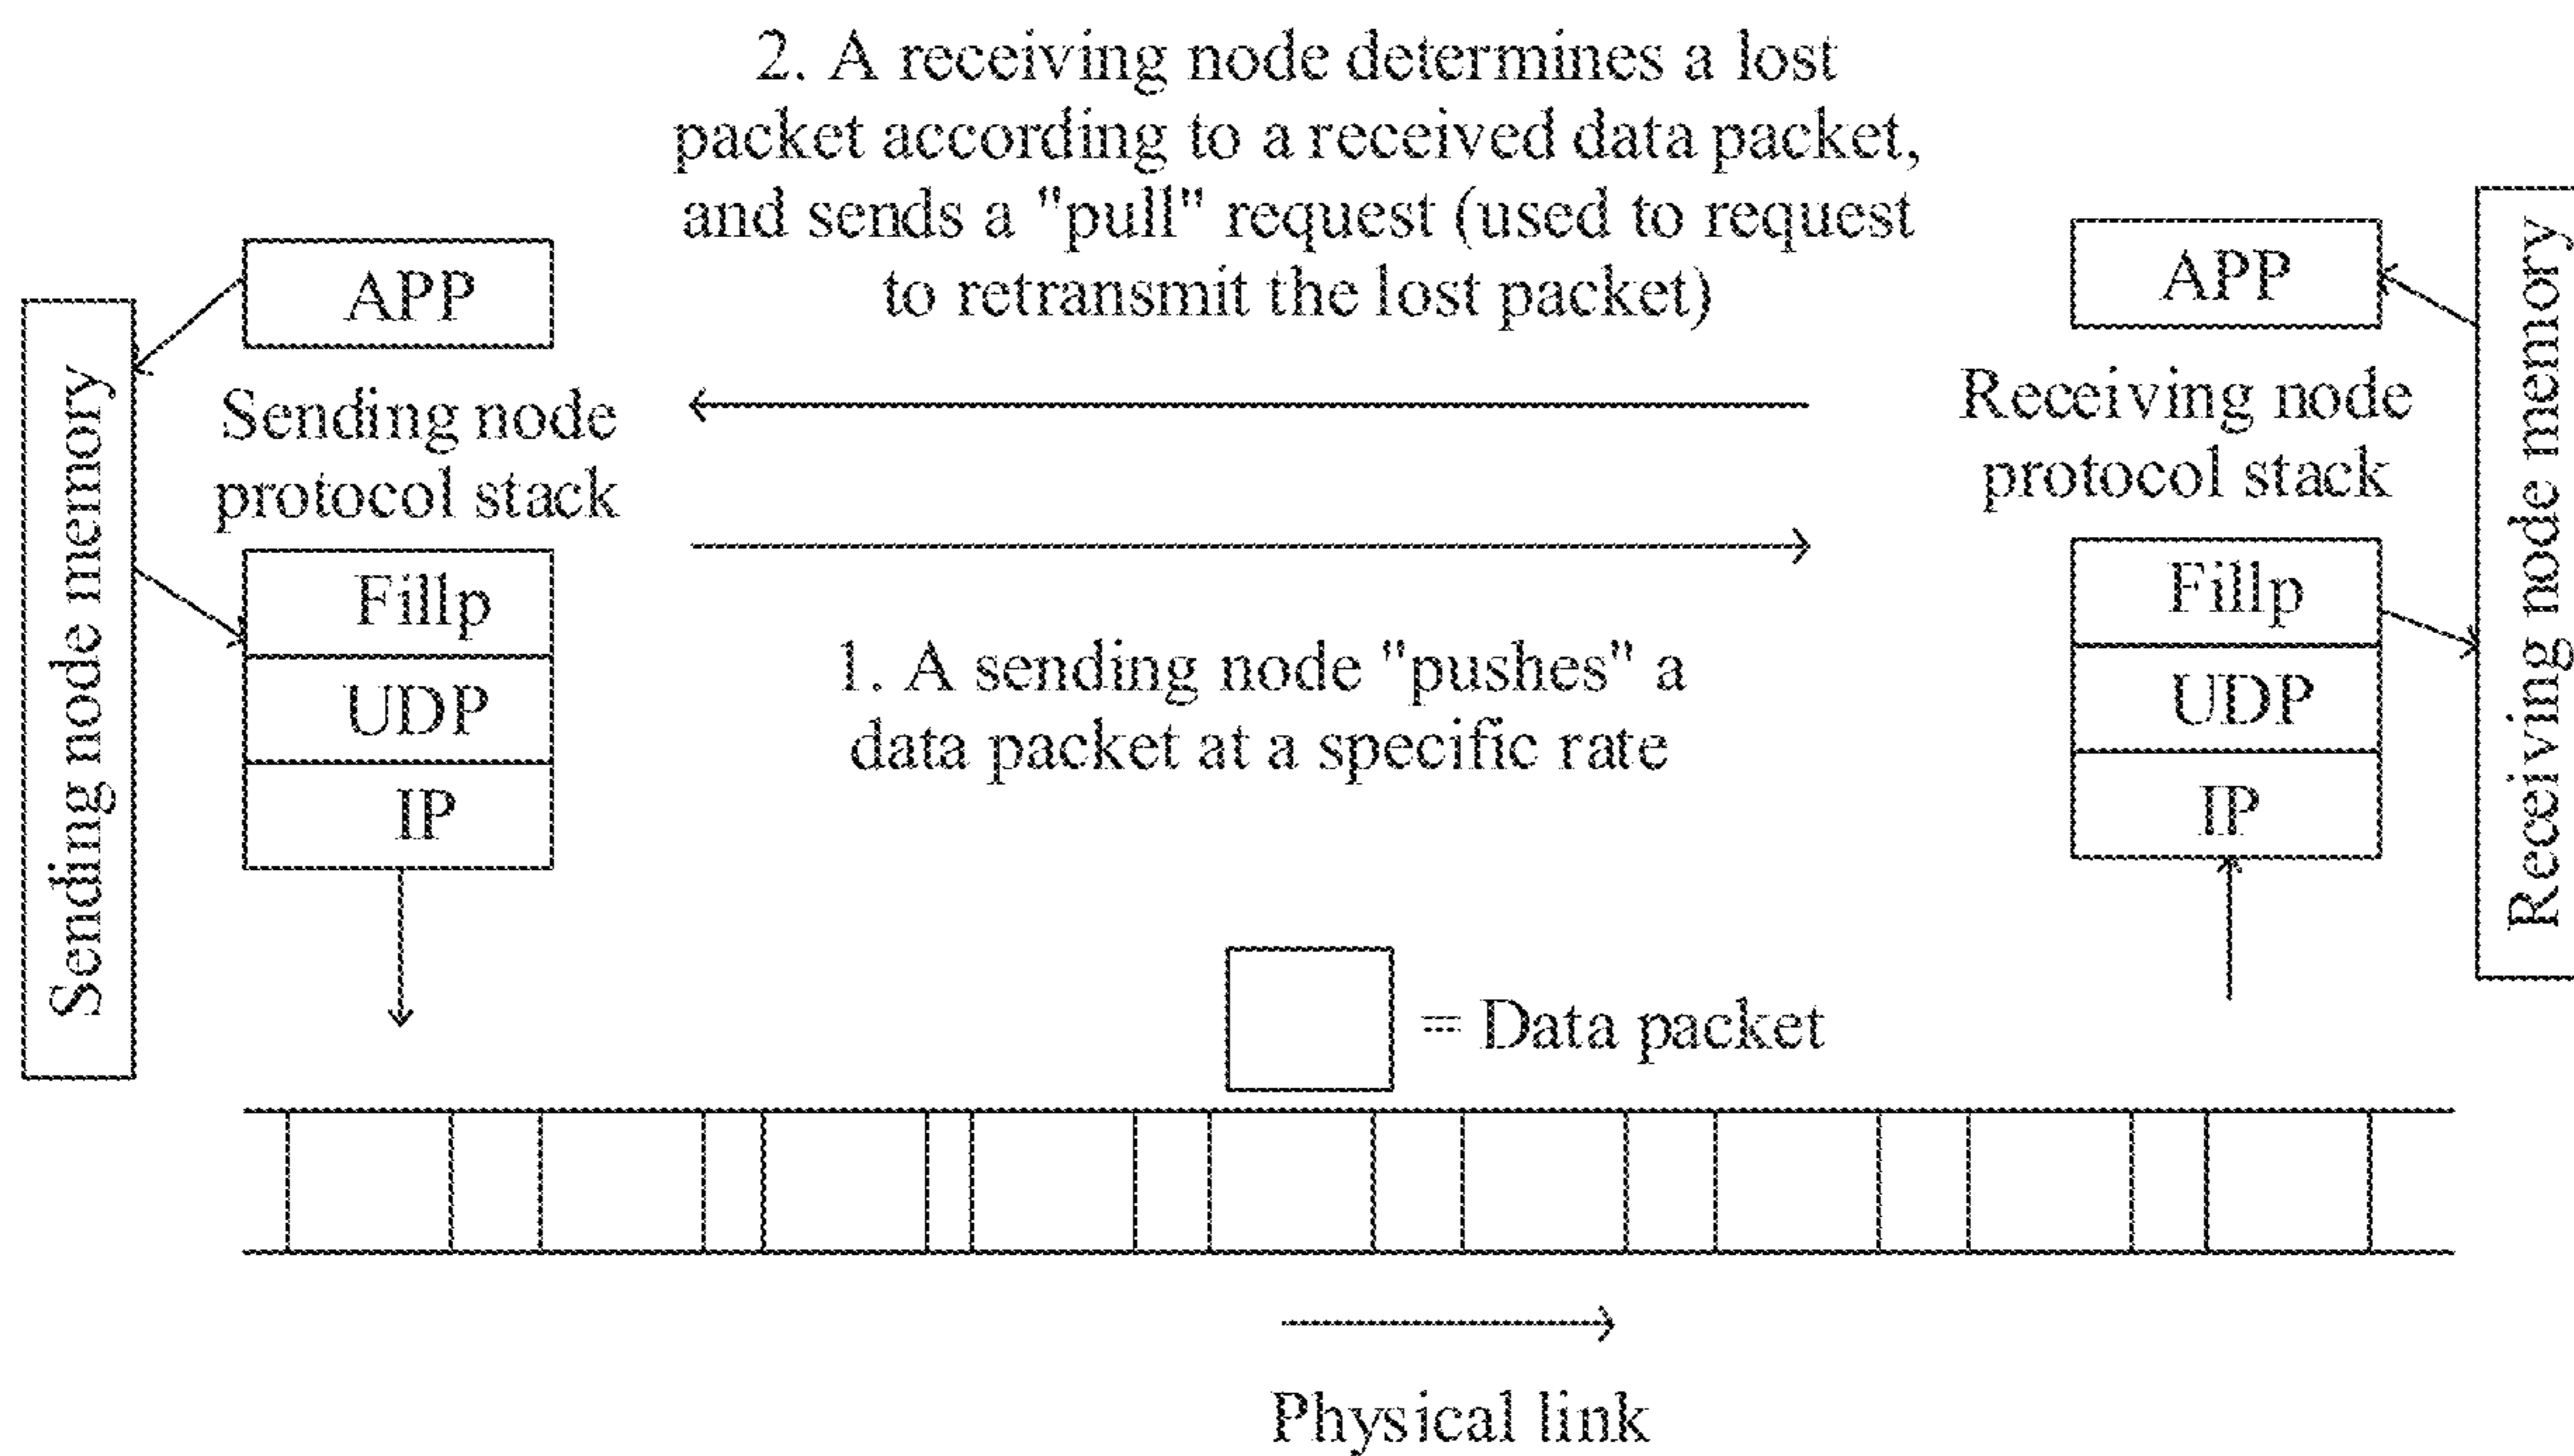 2. A receiving node determines a lost
packet according to a received data packet,
and sends a "pull" request (used to request
to retransmit the lost packet)
APP
Sending node memory
Sending node
protocol stack
Fillp
UDP
IP
1. A sending node "pushes" a
data packet at a specific rate
APP
Receiving node
protocol stack
Receiving node memory
Fillp
UDP
IP
= Data packet
Physical link